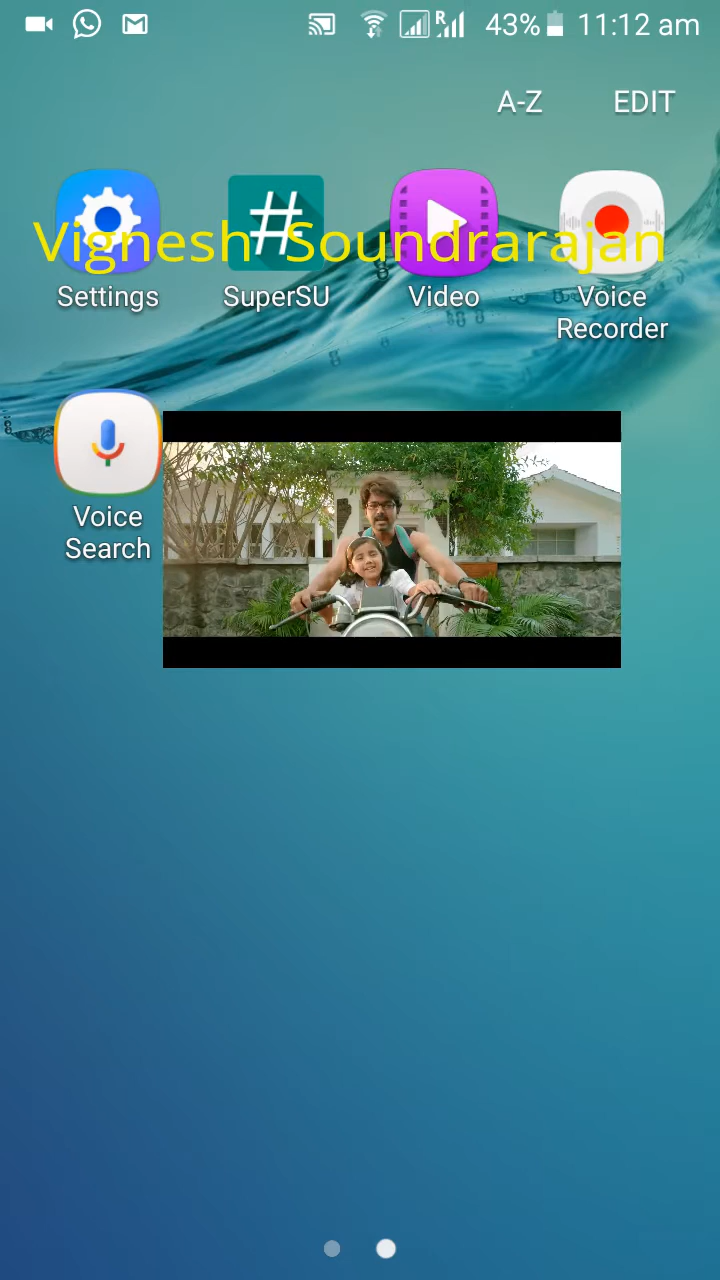 R 43% 11:12 am
A-Z EDIT
Vignesh Soundrarajan
Settings SuperSU Video Voice
Recorder
Voice
Search